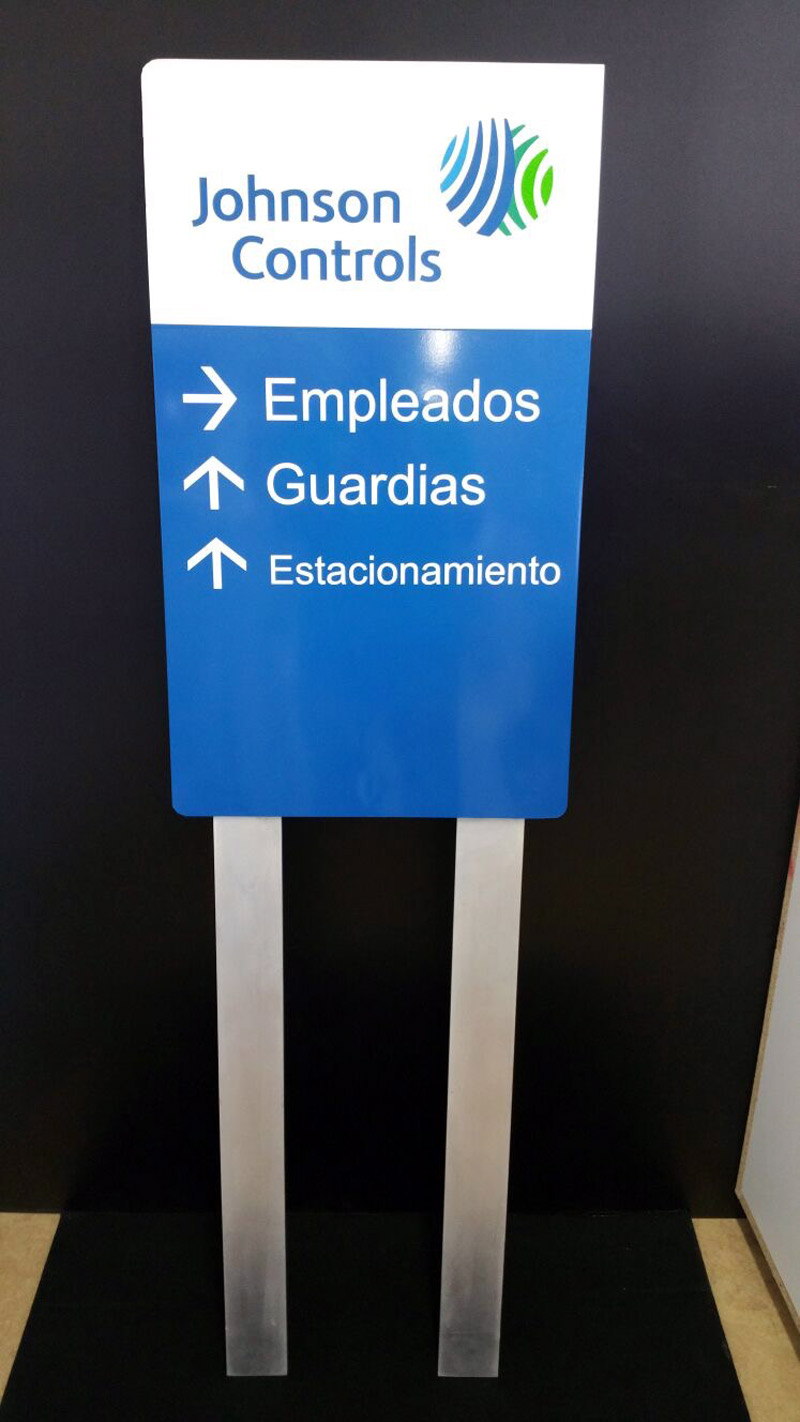 Johnson
Controls
→ Empleados
↑ Guardias
↑ Estacionamiento